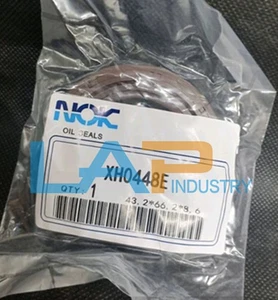 NOK
OIL SEALS
XH0448E
QTY: 1
43.2*66.2*8.6
LAP INDUSTRY